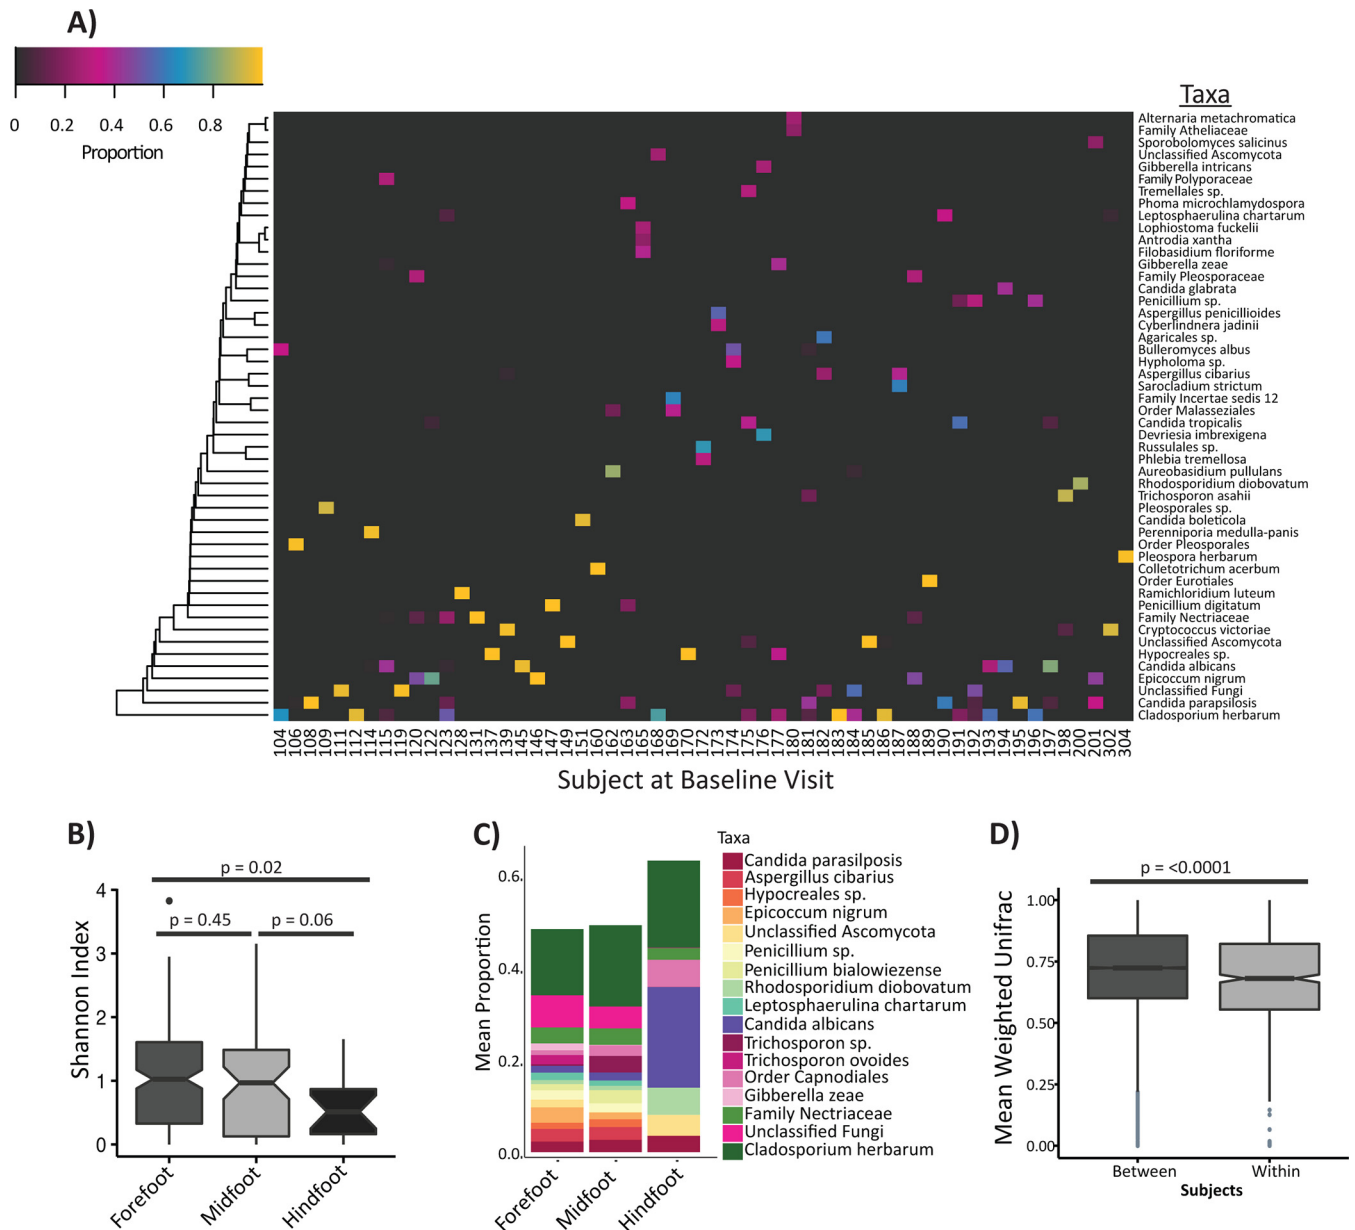 A)
0 0.2 0.4 0.6 0.8
Proportion
Taxa
Alternaria metachromatica
Family Atheliaceae
Sporobolomyces salicinus
Unclassified Ascomycota
Gibberella intricans
Family Polyporaceae
Tremellales sp.
Phoma microchlamydospora
Leptosphaerulina chartarum
Lophiostoma fuckelii
Antrodia xantha
Filobasidium floriforme
Gibberella zeae
Family Pleosporaceae
Candida glabrata
Penicillium sp.
Aspergillus penicillioides
Cyberlindnera jadinii
Agaricales sp.
Bulleromyces albus
Hypholoma sp.
Aspergillus cibarius
Sarocladium strictum
Family Incertae sedis 12
Order Malasseziales
Candida tropicalis
Devriesia imbrexigena
Russulales sp.
Phlebia tremellosa
Aureobasidium pullulans
Rhodosporidium diobovatum
Trichosporon asahii
Pleosporales sp.
Candida boleticola
Perenniporia medulla-panis
Order Pleosporales
Pleospora herbarum
Colletotrichum acerbum
Order Eurotiales
Ramichloridium luteum
Penicillium digitatum
Family Nectriaceae
Cryptococcus victoriae
Unclassified Ascomycota
Hypocreales sp.
Candida albicans
Epicoccum nigrum
Unclassified Fungi
Candida parapsilosis
Cladosporium herbarum
104 106 108 109 111 112 114 115 119 120 122 123 128 131 137 139 145 146 147 149 151 160 162 163 165 168 169 170 172 173 174 175 176 177 180 181 182 183 184 185 186 187 188 189 190 191 192 193 194 195 196 197 198 200 201 302 304
Subject at Baseline Visit
B)
p = 0.02
p = 0.45 p = 0.06
Shannon Index
4
3
2
1
0
Forefoot Midfoot Hindfoot
C)
Mean Proportion
0.6
0.4
0.2
0.0
Forefoot Midfoot Hindfoot
Taxa
Candida parasilposis
Aspergillus cibarius
Hypocreales sp.
Epicoccum nigrum
Unclassified Ascomycota
Penicillium sp.
Penicillium bialowiezense
Rhodosporidium diobovatum
Leptosphaerulina chartarum
Candida albicans
Trichosporon sp.
Trichosporon ovoides
Order Capnodiales
Gibberella zeae
Family Nectriaceae
Unclassified Fungi
Cladosporium herbarum
D)
p = <0.0001
Mean Weighted Unifrac
1.00
0.75
0.50
0.25
0.00
Between Within
Subjects